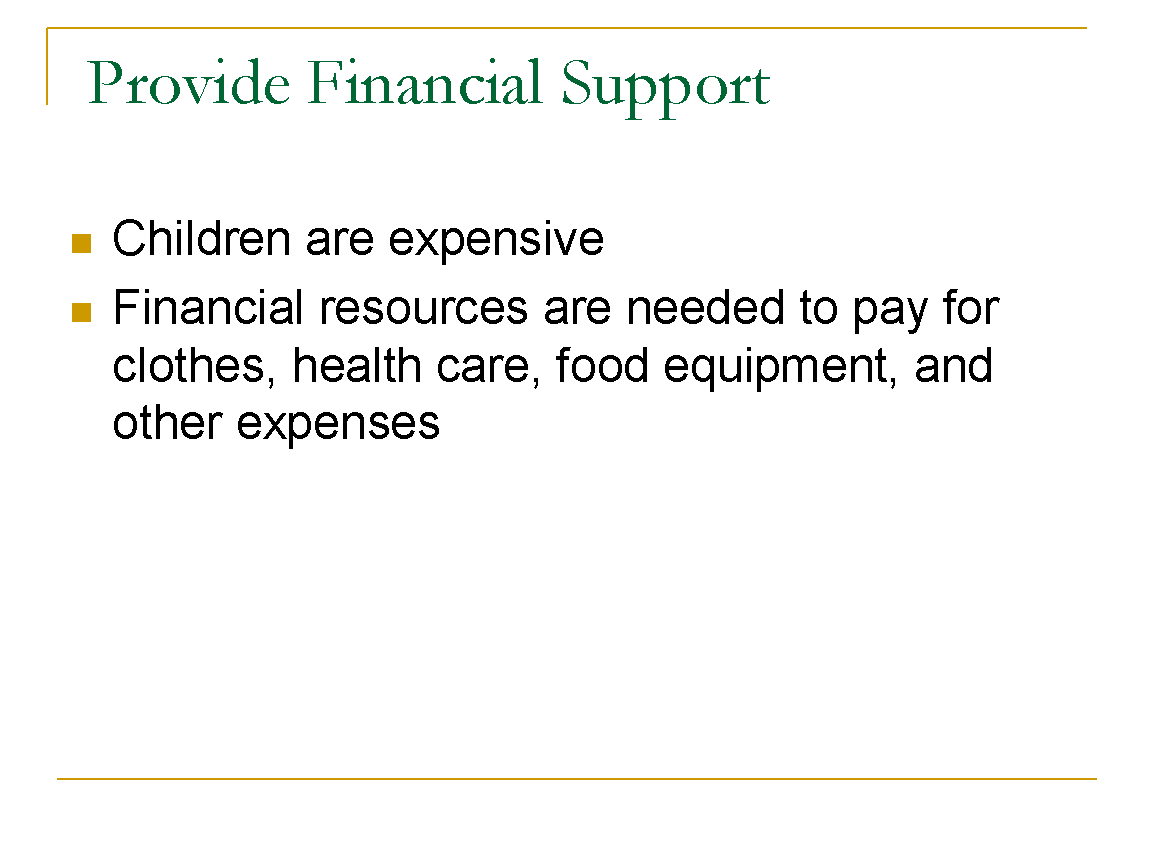 Provide Financial Support
Children are expensive
Financial resources are needed to pay for
clothes, health care, food equipment, and
other expenses